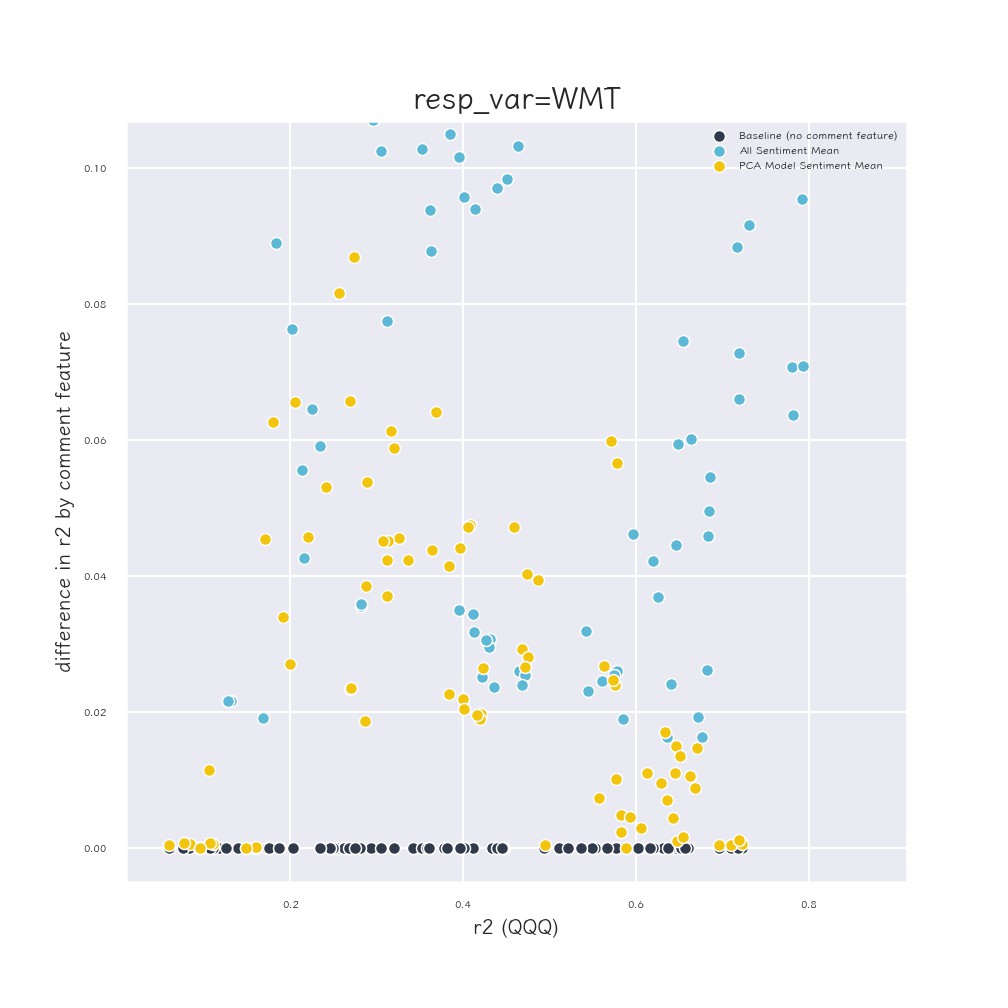 resp_var=WMT
Baseline (no comment feature)
All Sentiment Mean
PCA Model Sentiment Mean
difference in r2 by comment feature
0.10
0.08
0.06
0.04
0.02
0.00
0.2 0.4 0.6 0.8
r2 (QQQ)